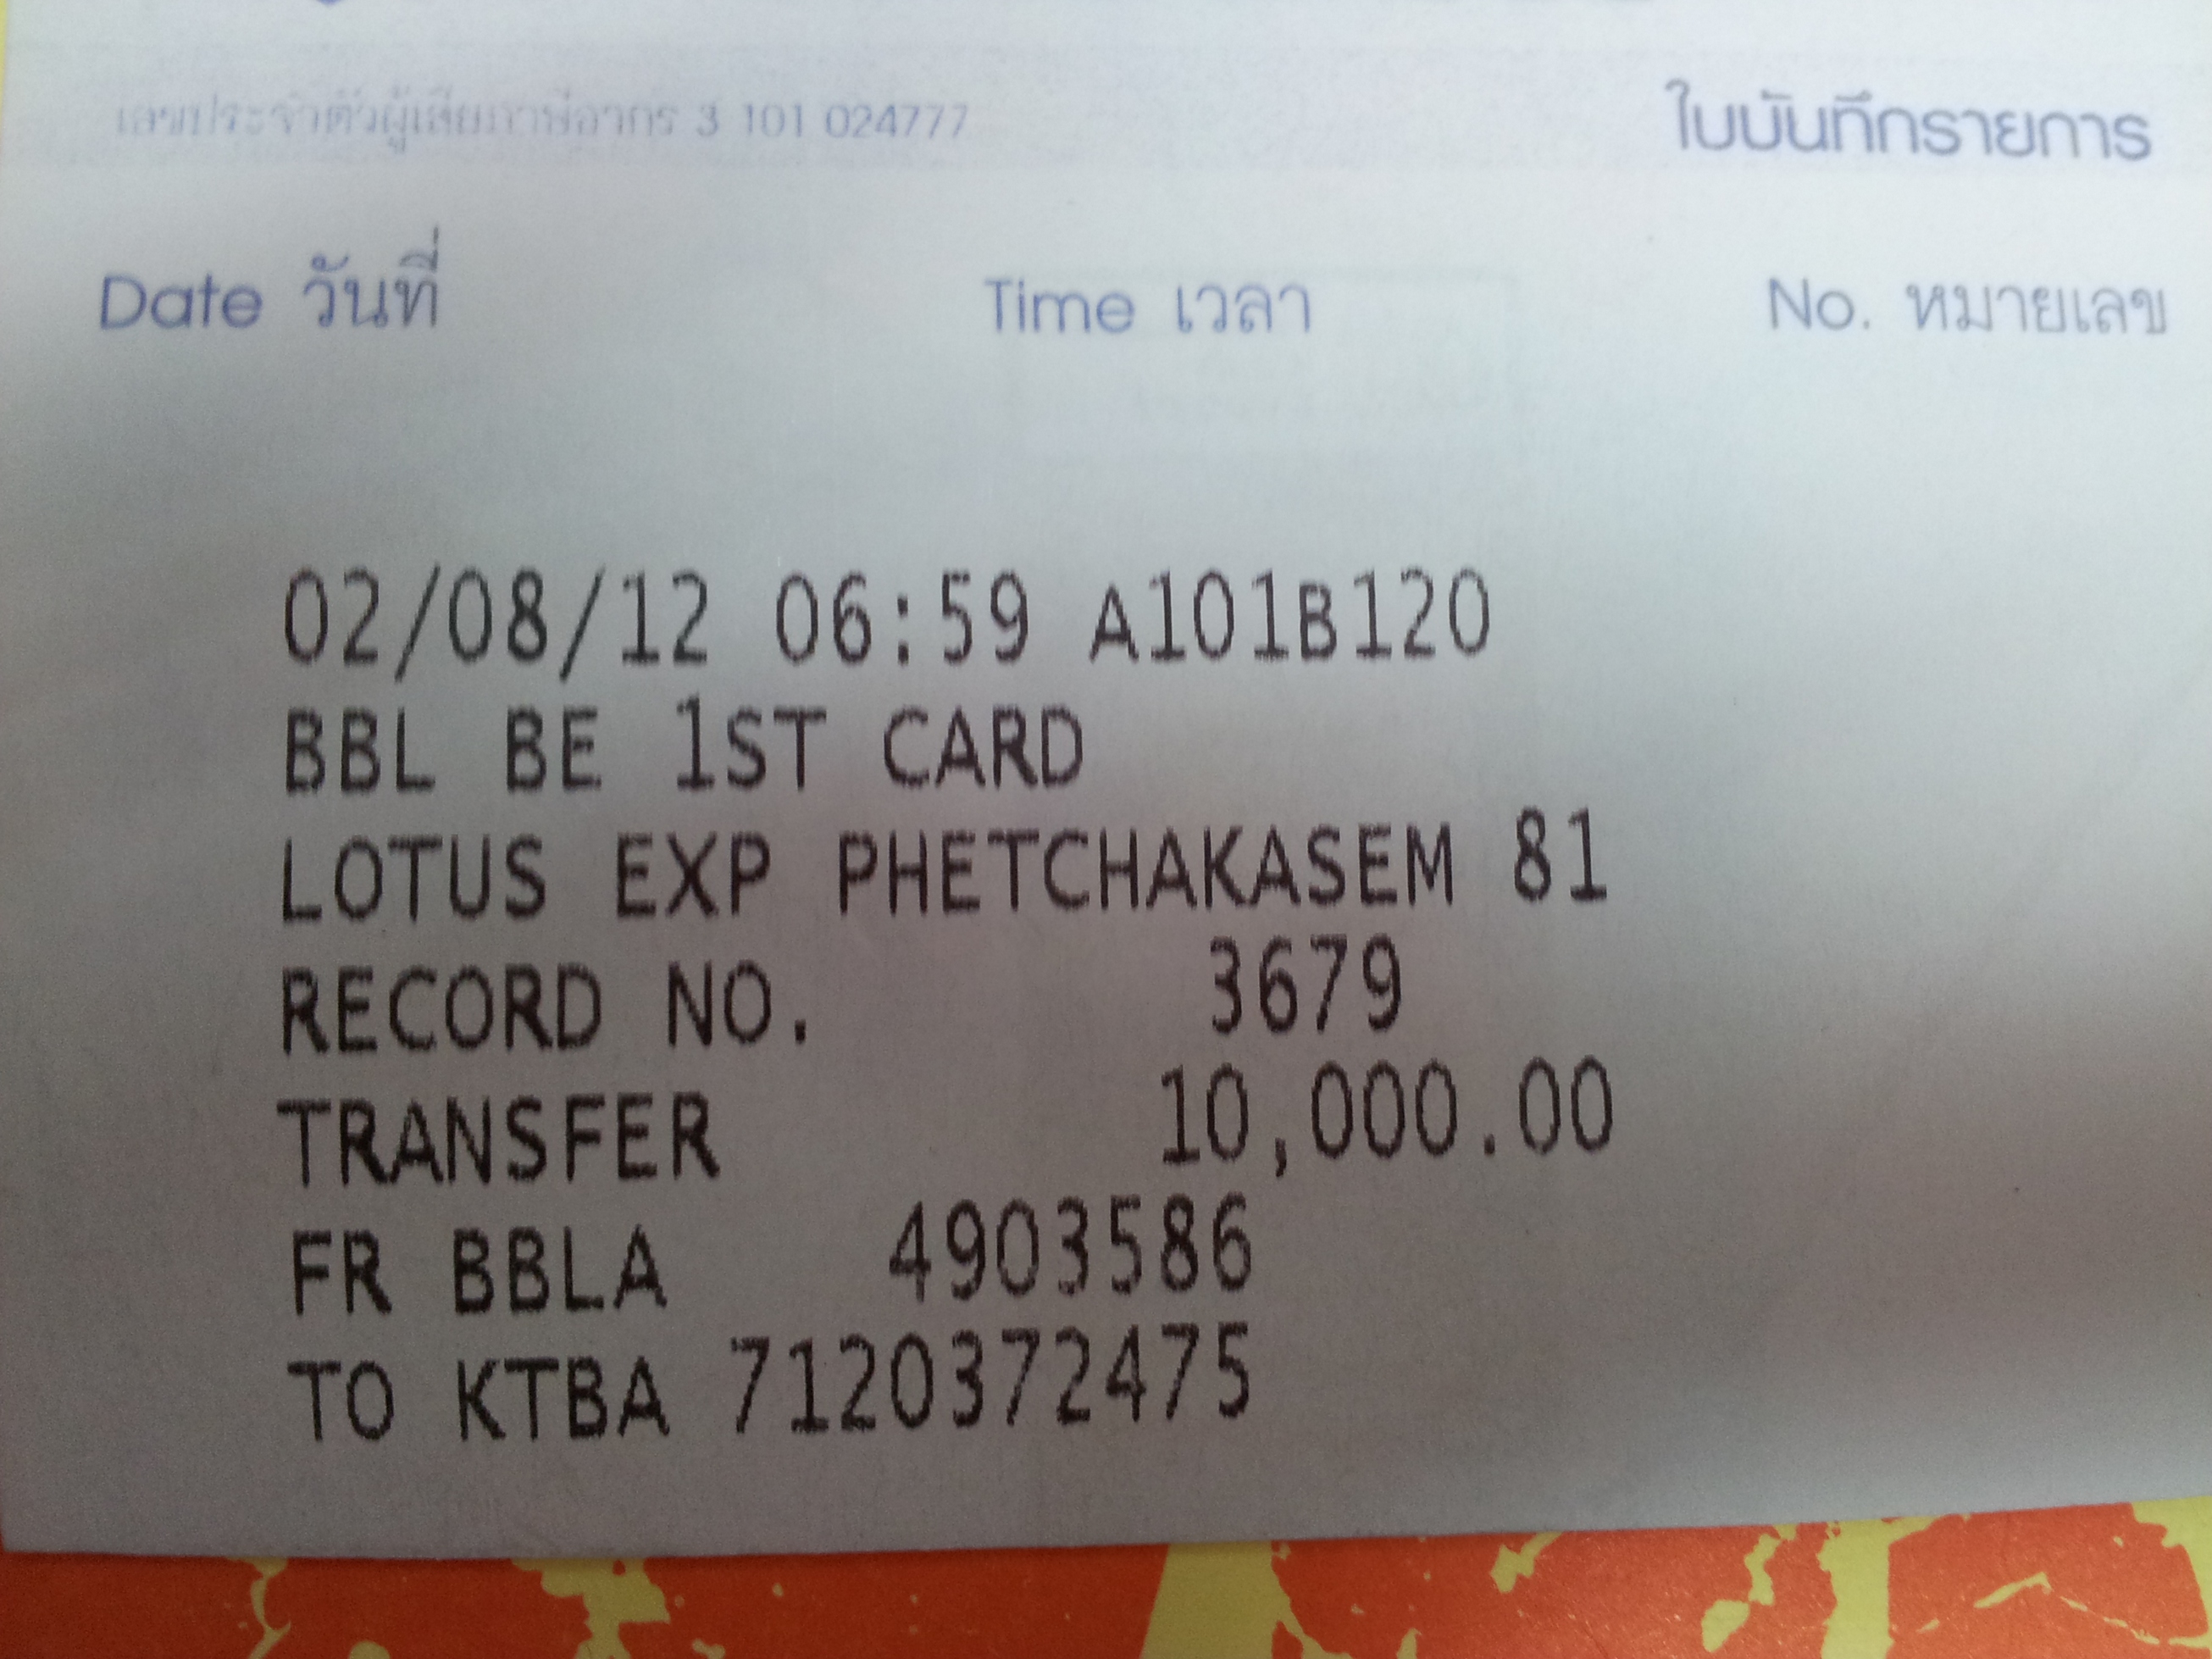 เลขประจำตัวผู้เสียภาษีอากร 3 101 024777
ใบบันทึกรายการ
Date วันที่ Time เวลา No. หมายเลข
02/08/12 06:59 A101B120
BBL BE 1ST CARD
LOTUS EXP PHETCHAKASEM 81
RECORD NO. 3679
TRANSFER 10,000.00
FR BBLA 4903586
TO KTBA 7120372475